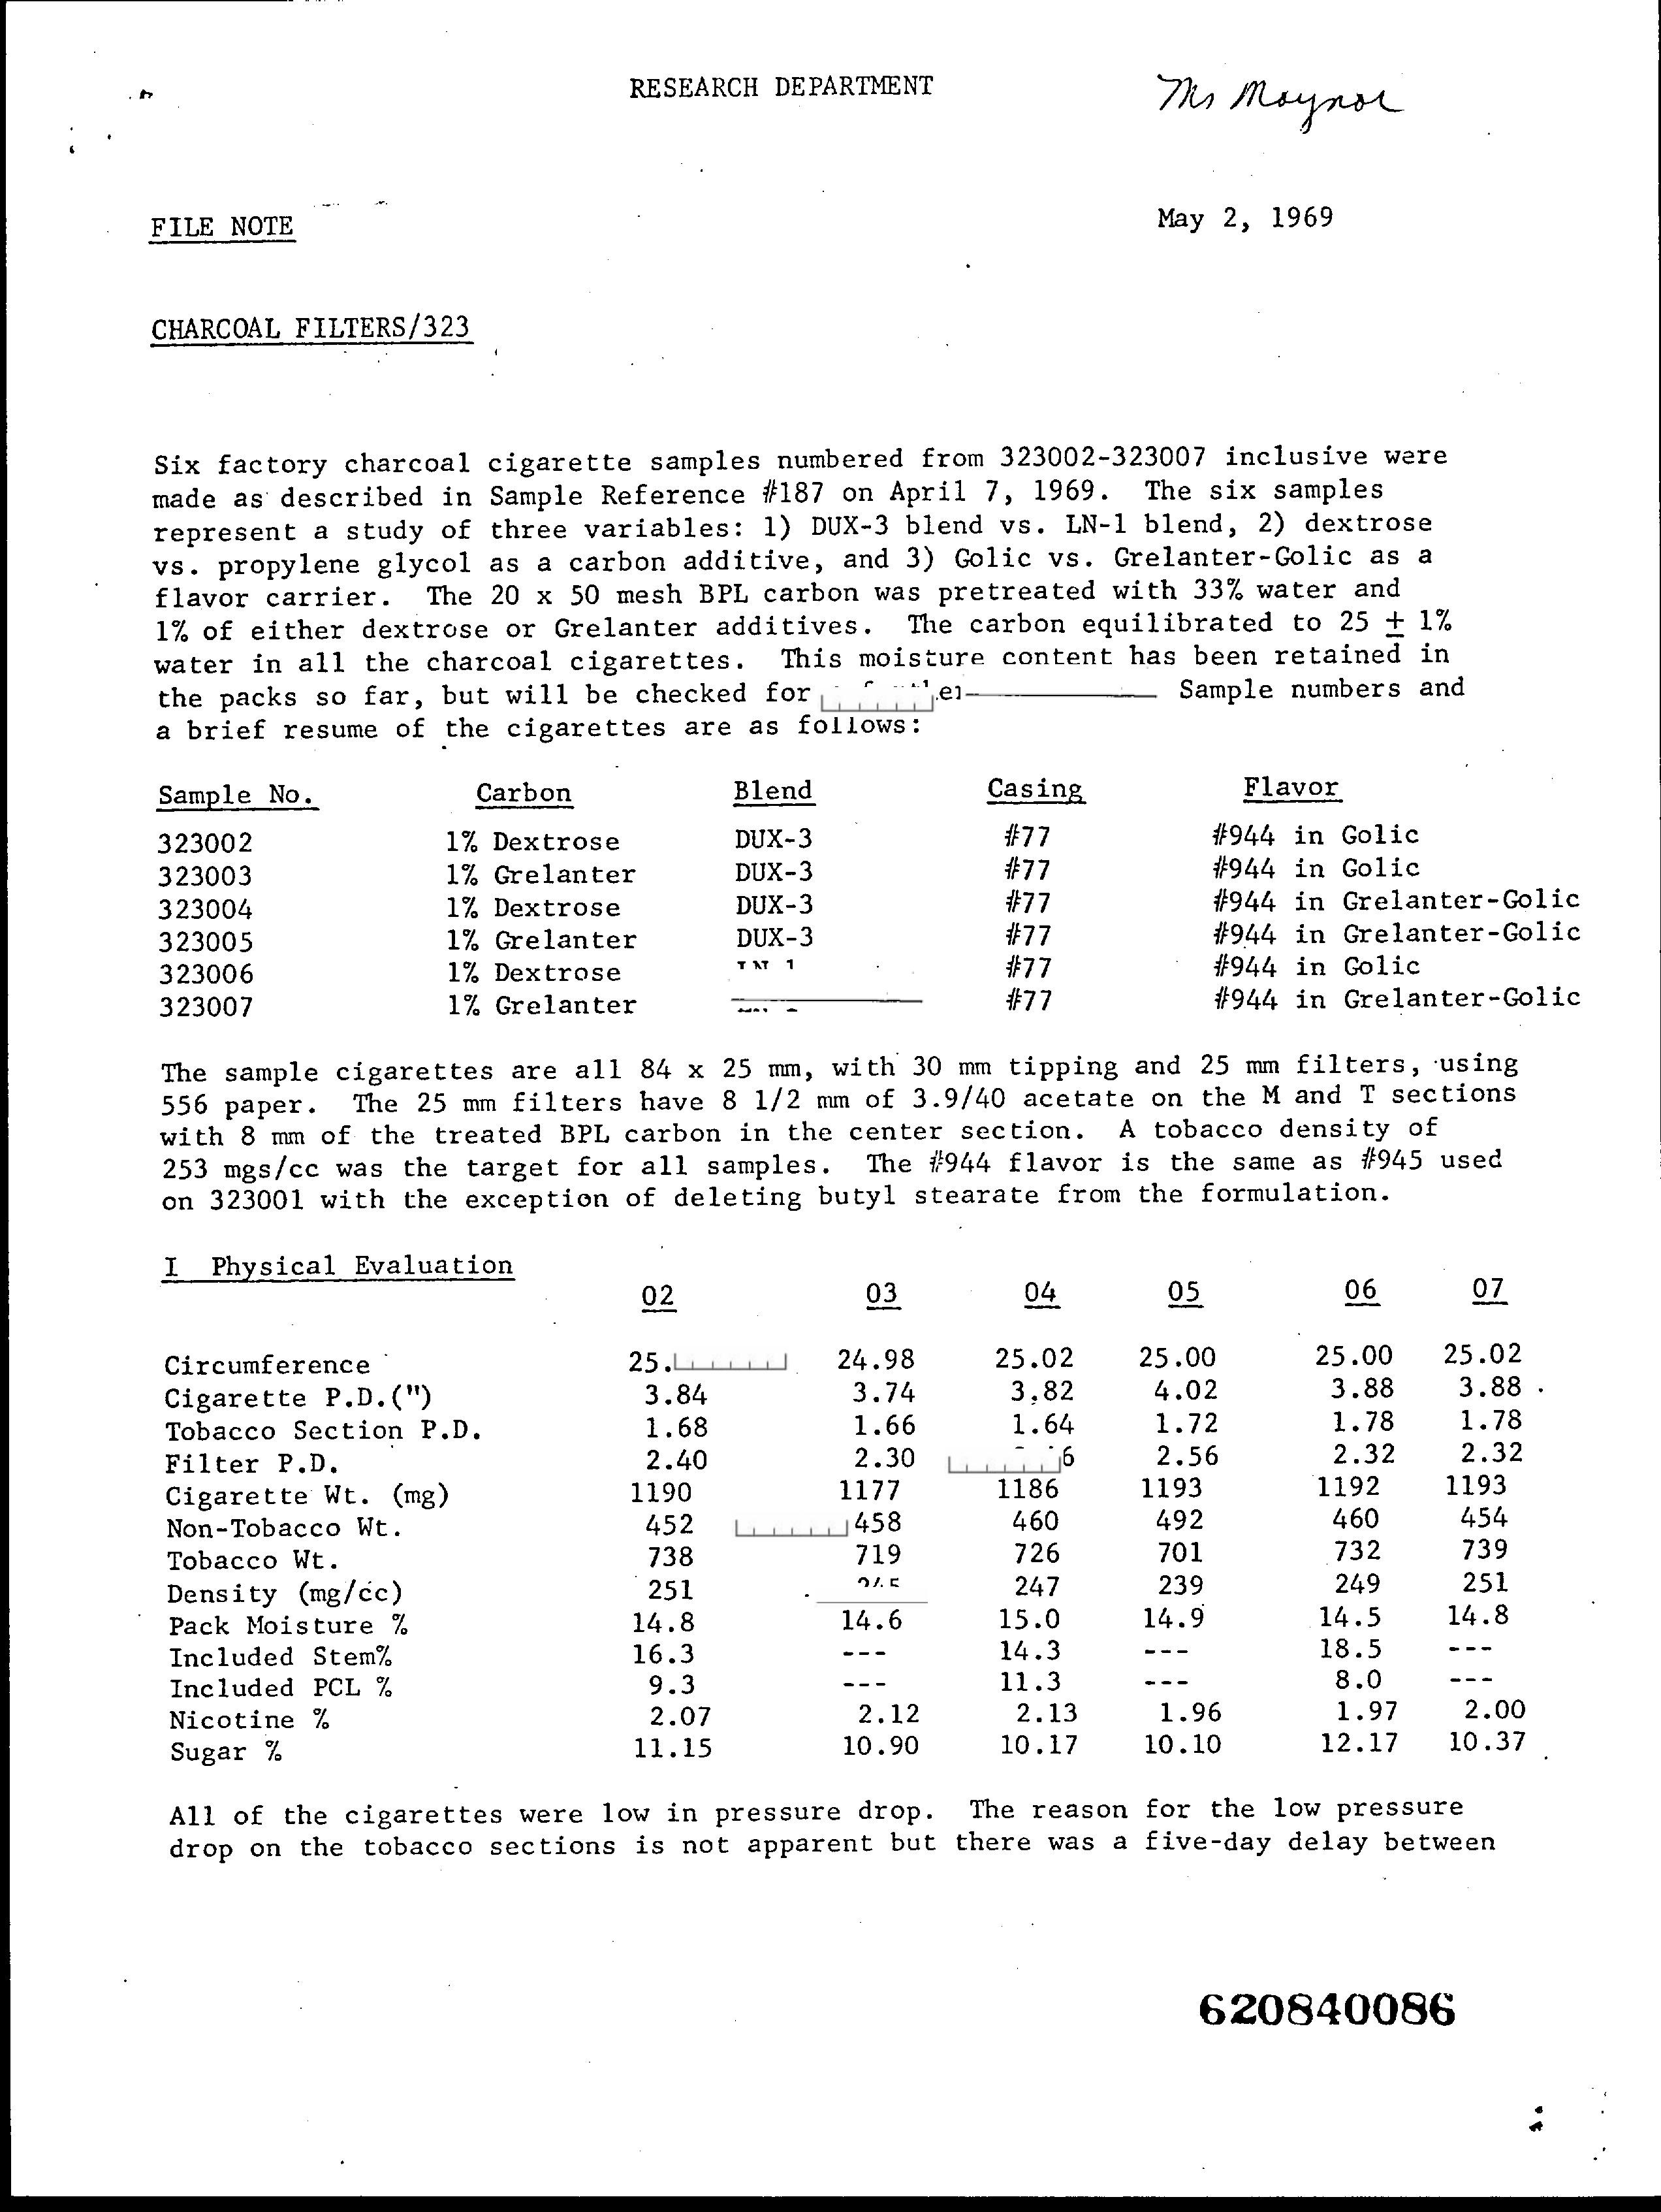 RESEARCH DEPARTMENT
Ms Maynor
FILE NOTE
May 2, 1969
CHARCOAL FILTERS/323
Six factory charcoal cigarette samples numbered from 323002-323007 inclusive were
made as described in Sample Reference #187 on April 7, 1969. The six samples
represent a study of three variables: 1) DUX-3 blend vs. LN-1 blend, 2) dextrose
vs. propylene glycol as a carbon additive, and 3) Golic vs. Grelanter-Golic as a
flavor carrier. The 20 x 50 mesh BPL carbon was pretreated with 33% water and
1% of either dextrose or Grelanter additives. The carbon equilibrated to 25 ± 1%
water in all the charcoal cigarettes. This moisture content has been retained in
the packs so far, but will be checked for Sample numbers and
a brief resume of the cigarettes are as follows:
Sample No. Carbon Blend Casing Flavor
323002 1% Dextrose DUX-3 #77 #944 in Golic
323003 1% Grelanter DUX-3 #77 #944 in Golic
323004 1% Dextrose DUX-3 #77 #944 in Grelanter-Golic
323005 1% Grelanter DUX-3 #77 #944 in Grelanter-Golic
323006 1% Dextrose #77 #944 in Golic
323007 1% Grelanter #77 #944 in Grelanter-Golic
The sample cigarettes are all 84 x 25 mm, with 30 mm tipping and 25 mm filters, using
556 paper. The 25 mm filters have 8 1/2 mm of 3.9/40 acetate on the M and T sections
with 8 mm of the treated BPL carbon in the center section. A tobacco density of
253 mgs/cc was the target for all samples. The #944 flavor is the same as #945 used
on 323001 with the exception of deleting butyl stearate from the formulation.
I Physical Evaluation
02 03 04 05 06 07
Circumference 24.98 25.02 25.00 25.00 25.02
Cigarette P.D.(") 3.84 3.74 3.82 4.02 3.88 3.88
Tobacco Section P.D. 1.68 1.66 1.64 1.72 1.78 1.78
Filter P.D. 2.40 2.30 2.56 2.32 2.32
Cigarette Wt. (mg) 1190 1177 1186 1193 1192 1193
Non-Tobacco Wt. 452 458 460 492 460 454
Tobacco Wt. 738 719 726 701 732 739
Density (mg/cc) 251 247 239 249 251
Pack Moisture % 14.8 14.6 15.0 14.9 14.5 14.8
Included Stem% 16.3 --- 14.3 --- 18.5 ---
Included PCL % 9.3 --- 11.3 --- 8.0 ---
Nicotine % 2.07 2.12 2.13 1.96 1.97 2.00
Sugar % 11.15 10.90 10.17 10.10 12.17 10.37
All of the cigarettes were low in pressure drop. The reason for the low pressure
drop on the tobacco sections is not apparent but there was a five-day delay between
620840086